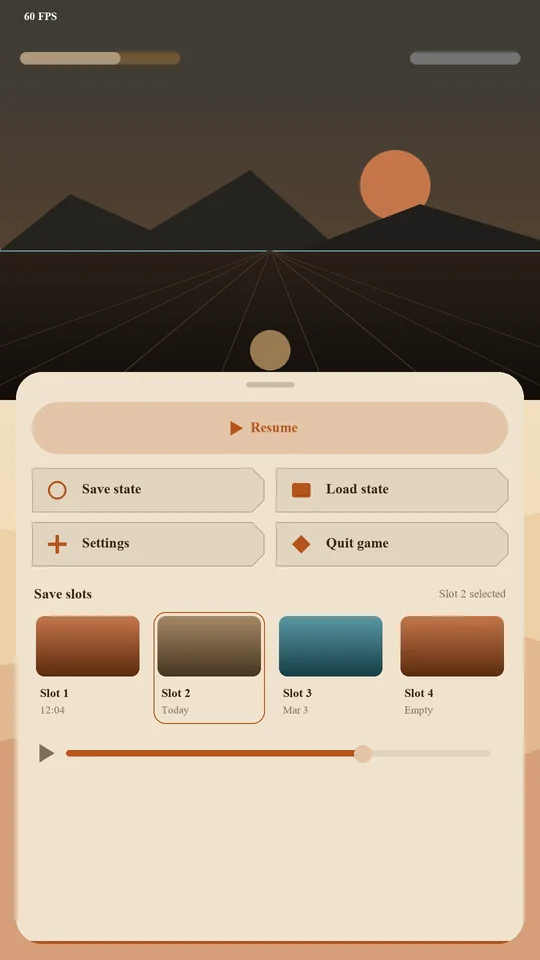 60 FPS
Resume
Save state
Load state
Settings
Quit game
Save slots
Slot 2 selected
Slot 1
Slot 2
Slot 3
Slot 4
12:04
Today
Mar 3
Empty